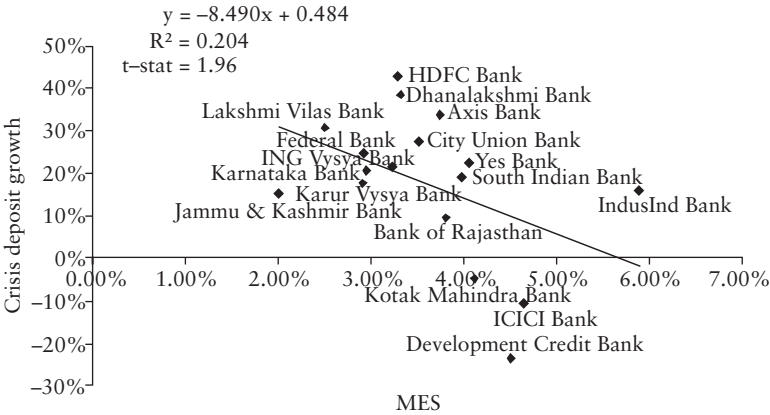 y = –8.490x + 0.484
R² = 0.204
t–stat = 1.96
50%
40%
30%
20%
10%
0%
–10%
–20%
–30%
Crisis deposit growth
HDFC Bank
Dhanalakshmi Bank
Lakshmi Vilas Bank
Axis Bank
Federal Bank
City Union Bank
ING Vysya Bank
Yes Bank
Karnataka Bank
South Indian Bank
Karur Vysya Bank
IndusInd Bank
Jammu & Kashmir Bank
Bank of Rajasthan
0.00% 1.00% 2.00% 3.00% 4.00% 5.00% 6.00% 7.00%
Kotak Mahindra Bank
ICICI Bank
Development Credit Bank
MES